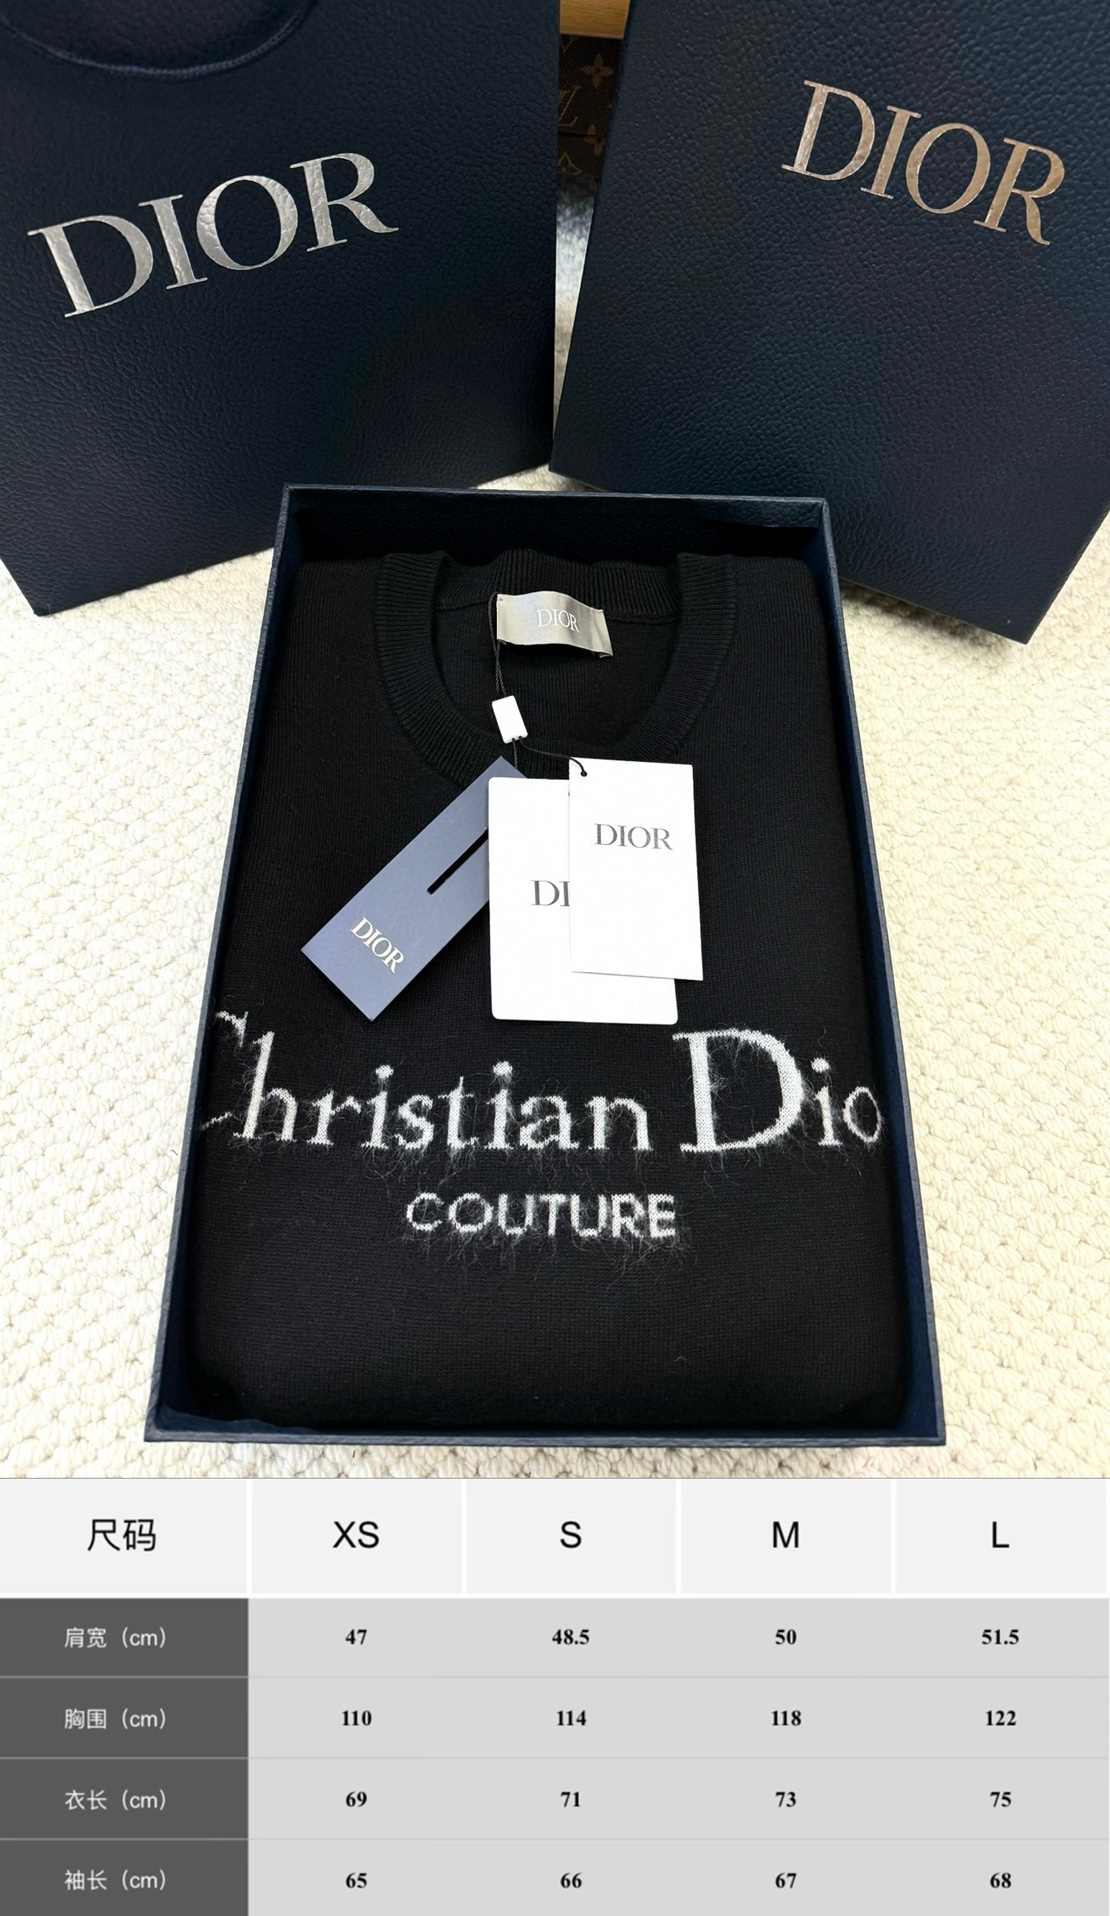 DIOR
DIOR
DIOR
DIOR
DI
DIOR
Christian Dio
COUTURE
尺码 XS S M L
肩宽（cm） 47 48.5 50 51.5
胸围（cm） 110 114 118 122
衣长（cm） 69 71 73 75
袖长（cm） 65 66 67 68